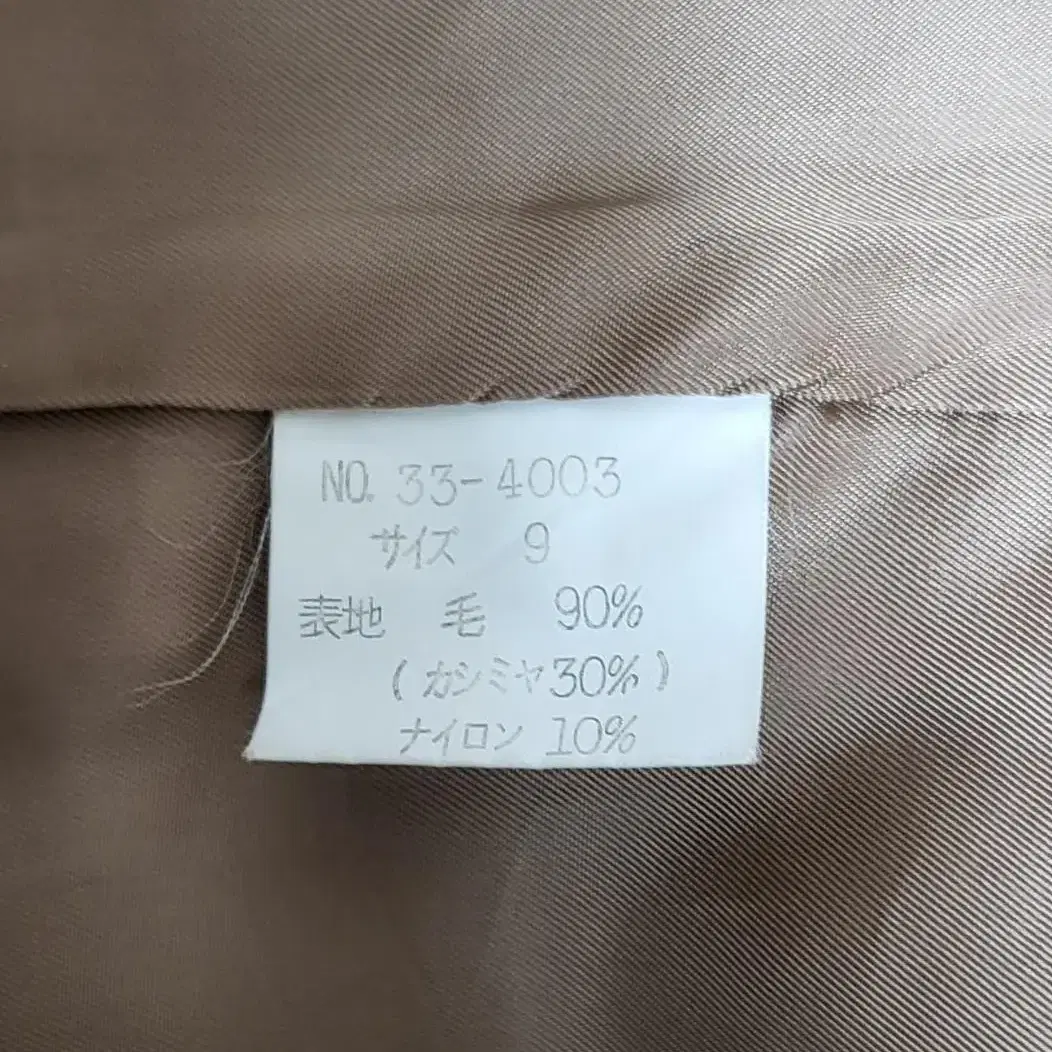 NO. 33-4003
サイズ 9
表地 毛 90%
(カシミヤ30%)
ナイロン 10%